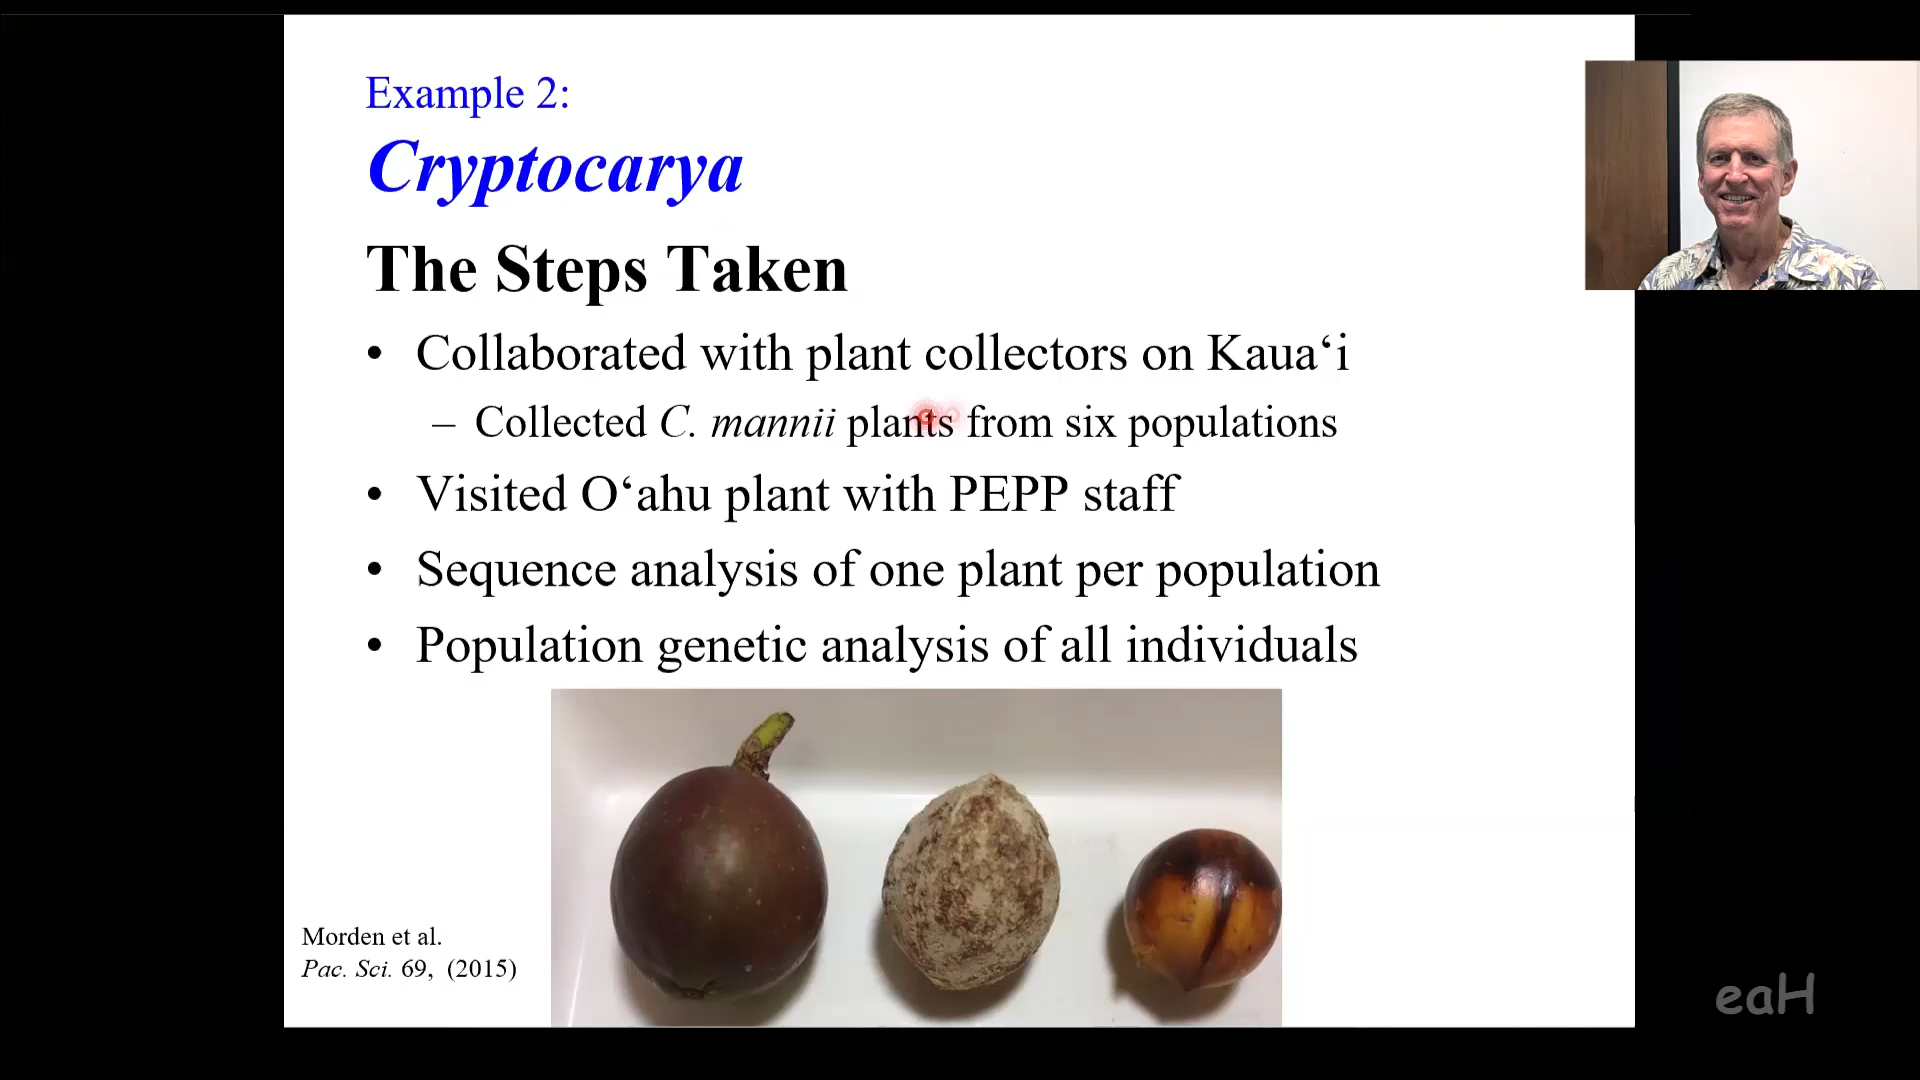 Example 2:
Cryptocarya
The Steps Taken
• Collaborated with plant collectors on Kaua‘i
– Collected C. mannii plants from six populations
• Visited O‘ahu plant with PEPP staff
• Sequence analysis of one plant per population
• Population genetic analysis of all individuals
Morden et al.
Pac. Sci. 69, (2015)
eaH